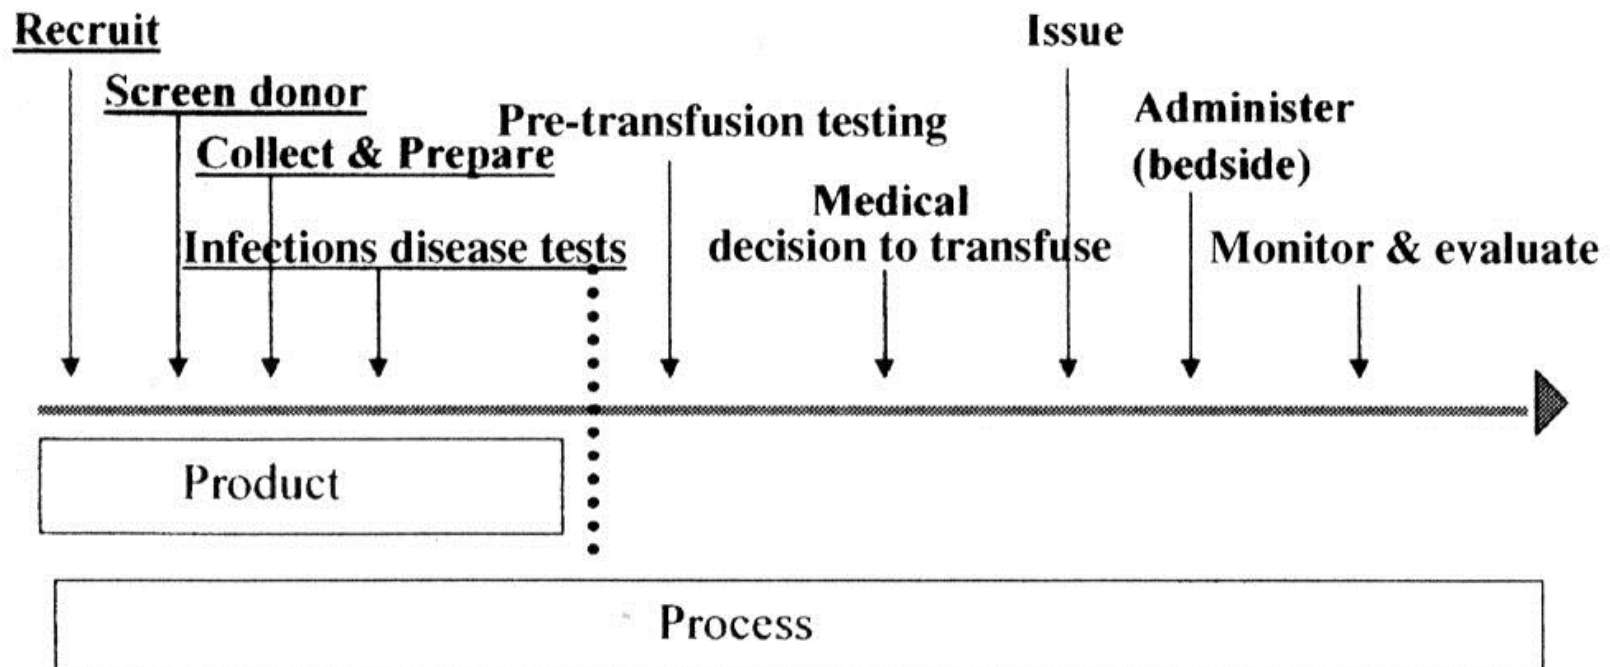 Recruit
Screen donor
Collect & Prepare
Infections disease tests
Pre-transfusion testing
Medical
decision to transfuse
Issue
Administer
(bedside)
Monitor & evaluate
Product
Process